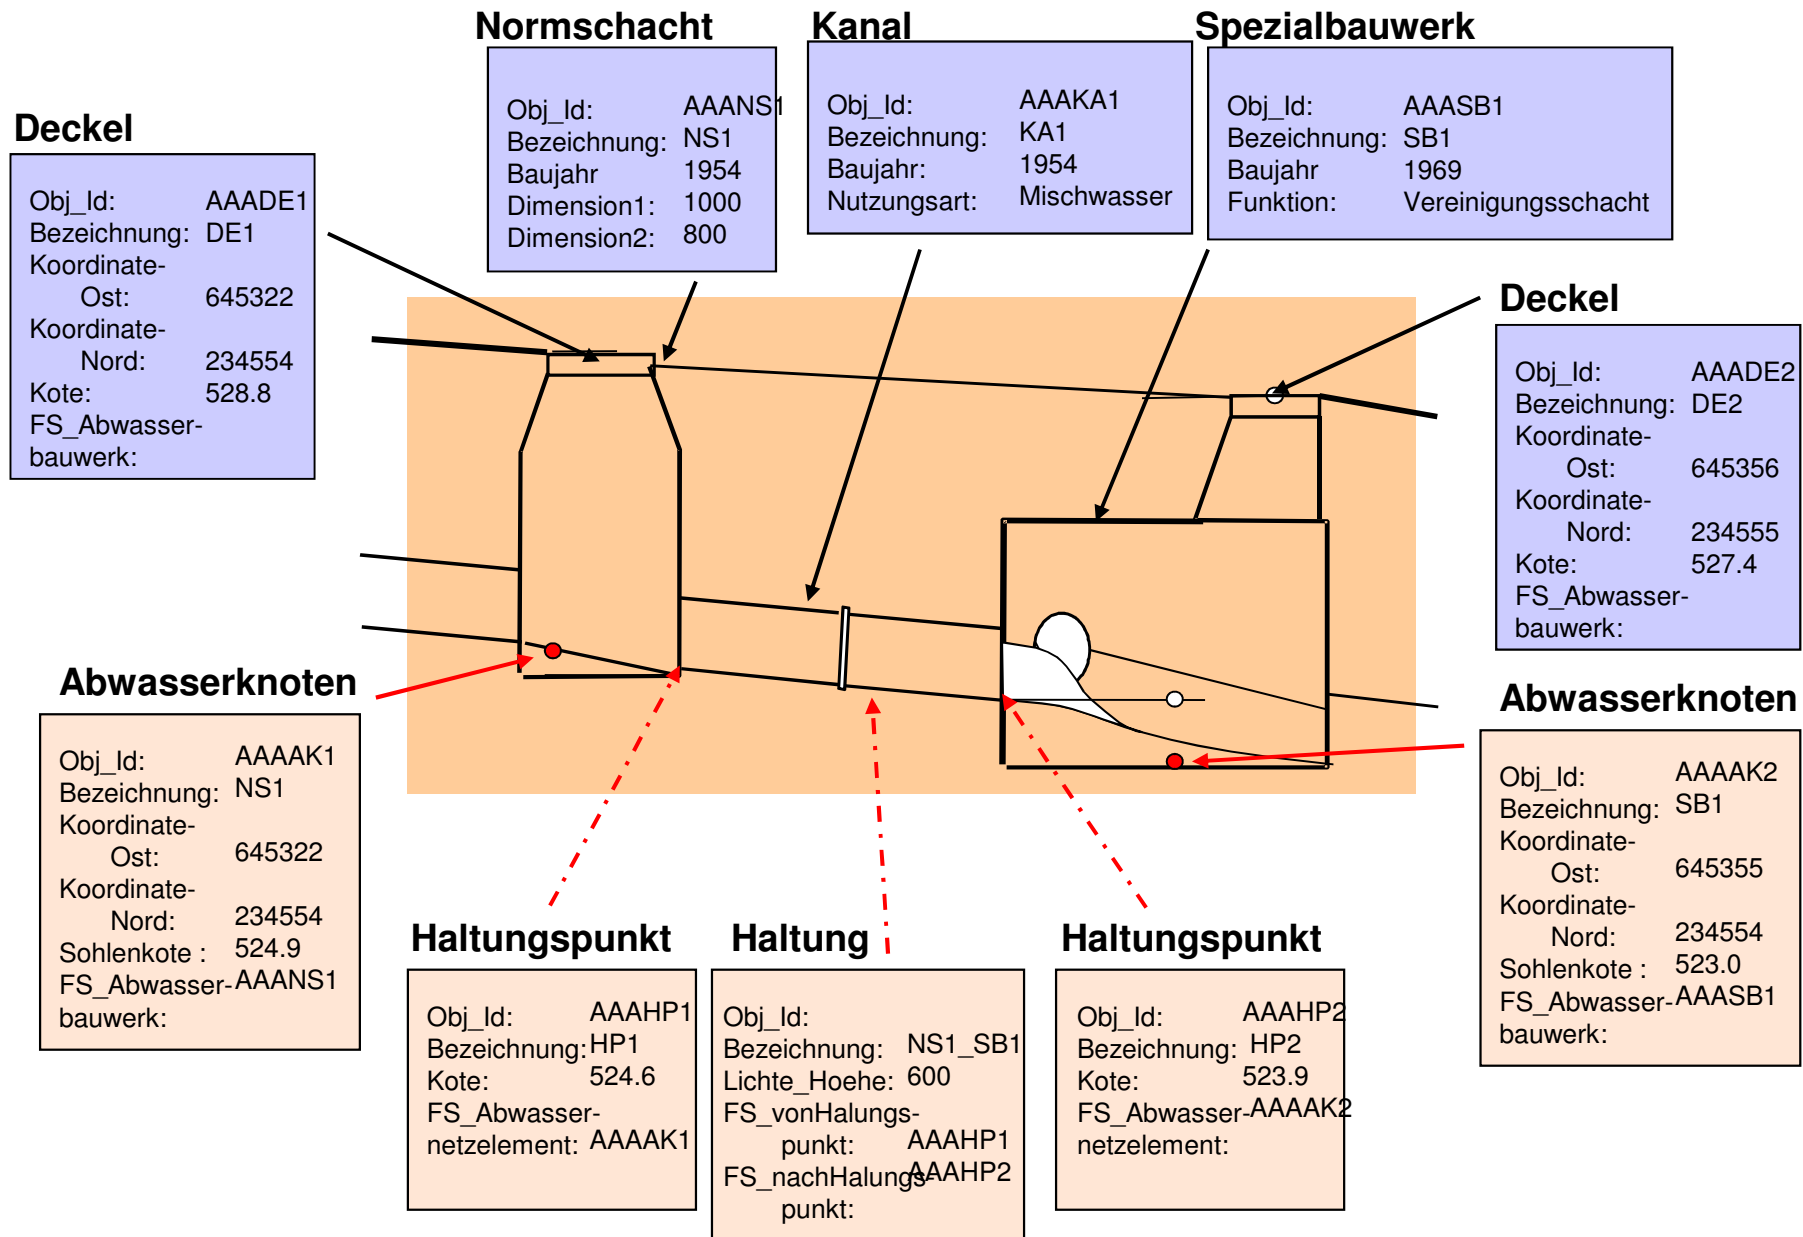 Normschacht
Obj_Id: AAANS1
Bezeichnung: NS1
Baujahr 1954
Dimension1: 1000
Dimension2: 800
Kanal
Obj_Id: AAAKA1
Bezeichnung: KA1
Baujahr: 1954
Nutzungsart: Mischwasser
Spezialbauwerk
Obj_Id: AAASB1
Bezeichnung: SB1
Baujahr 1969
Funktion: Vereinigungsschacht
Deckel
Obj_Id: AAADE1
Bezeichnung: DE1
Koordinate-
Ost: 645322
Koordinate-
Nord: 234554
Kote: 528.8
FS_Abwasser-
bauwerk:
Deckel
Obj_Id: AAADE2
Bezeichnung: DE2
Koordinate-
Ost: 645356
Koordinate-
Nord: 234555
Kote: 527.4
FS_Abwasser-
bauwerk:
Abwasserknoten
Obj_Id: AAAAK1
Bezeichnung: NS1
Koordinate-
Ost: 645322
Koordinate-
Nord: 234554
Sohlenkote : 524.9
FS_Abwasser- AAANS1
bauwerk:
Haltungspunkt
Obj_Id: AAAHP1
Bezeichnung: HP1
Kote: 524.6
FS_Abwasser-
netzelement: AAAAK1
Haltung
Obj_Id:
Bezeichnung: NS1_SB1
Lichte_Hoehe: 600
FS_vonHalungs-
punkt: AAAHP1
FS_nachHalungs- AAAHP2
punkt:
Haltungspunkt
Obj_Id: AAAHP2
Bezeichnung: HP2
Kote: 523.9
FS_Abwasser- AAAAK2
netzelement:
Abwasserknoten
Obj_Id: AAAAK2
Bezeichnung: SB1
Koordinate-
Ost: 645355
Koordinate-
Nord: 234554
Sohlenkote : 523.0
FS_Abwasser- AAASB1
bauwerk: